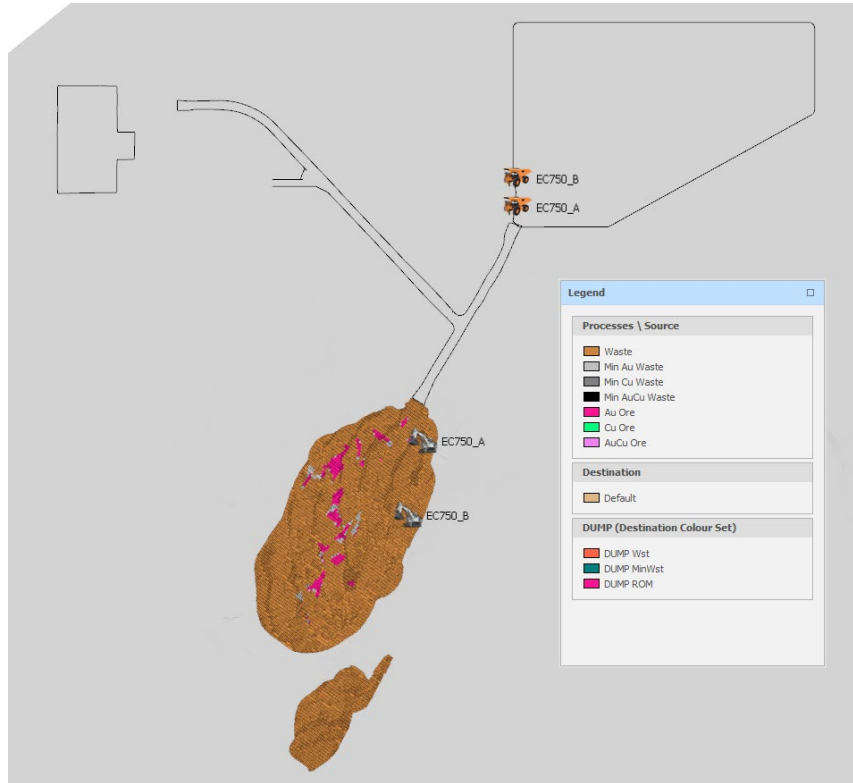 EC750_B
EC750_A
Legend
Processes \ Source
Waste
Min Au Waste
Min Cu Waste
Min AuCu Waste
Au Ore
Cu Ore
AuCu Ore
EC750_A
Destination
Default
EC750_B
DUMP (Destination Colour Set)
DUMP Wst
DUMP MinWst
DUMP ROM